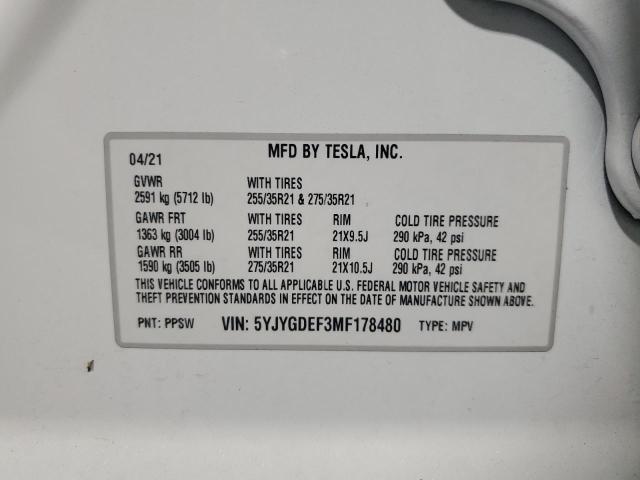 MFD BY TESLA, INC.
04/21
GVWR WITH TIRES
2591 kg (5712 lb) 255/35R21 & 275/35R21
GAWR FRT WITH TIRES RIM COLD TIRE PRESSURE
1363 kg (3004 lb) 255/35R21 21X9.5J 290 kPa, 42 psi
GAWR RR WITH TIRES RIM COLD TIRE PRESSURE
1590 kg (3505 lb) 275/35R21 21X10.5J 290 kPa, 42 psi
THIS VEHICLE CONFORMS TO ALL APPLICABLE U.S. FEDERAL MOTOR VEHICLE SAFETY AND
THEFT PREVENTION STANDARDS IN EFFECT ON THE DATE OF MANUFACTURE SHOWN ABOVE.
PNT: PPSW VIN: 5YJYGDEF3MF178480 TYPE: MPV